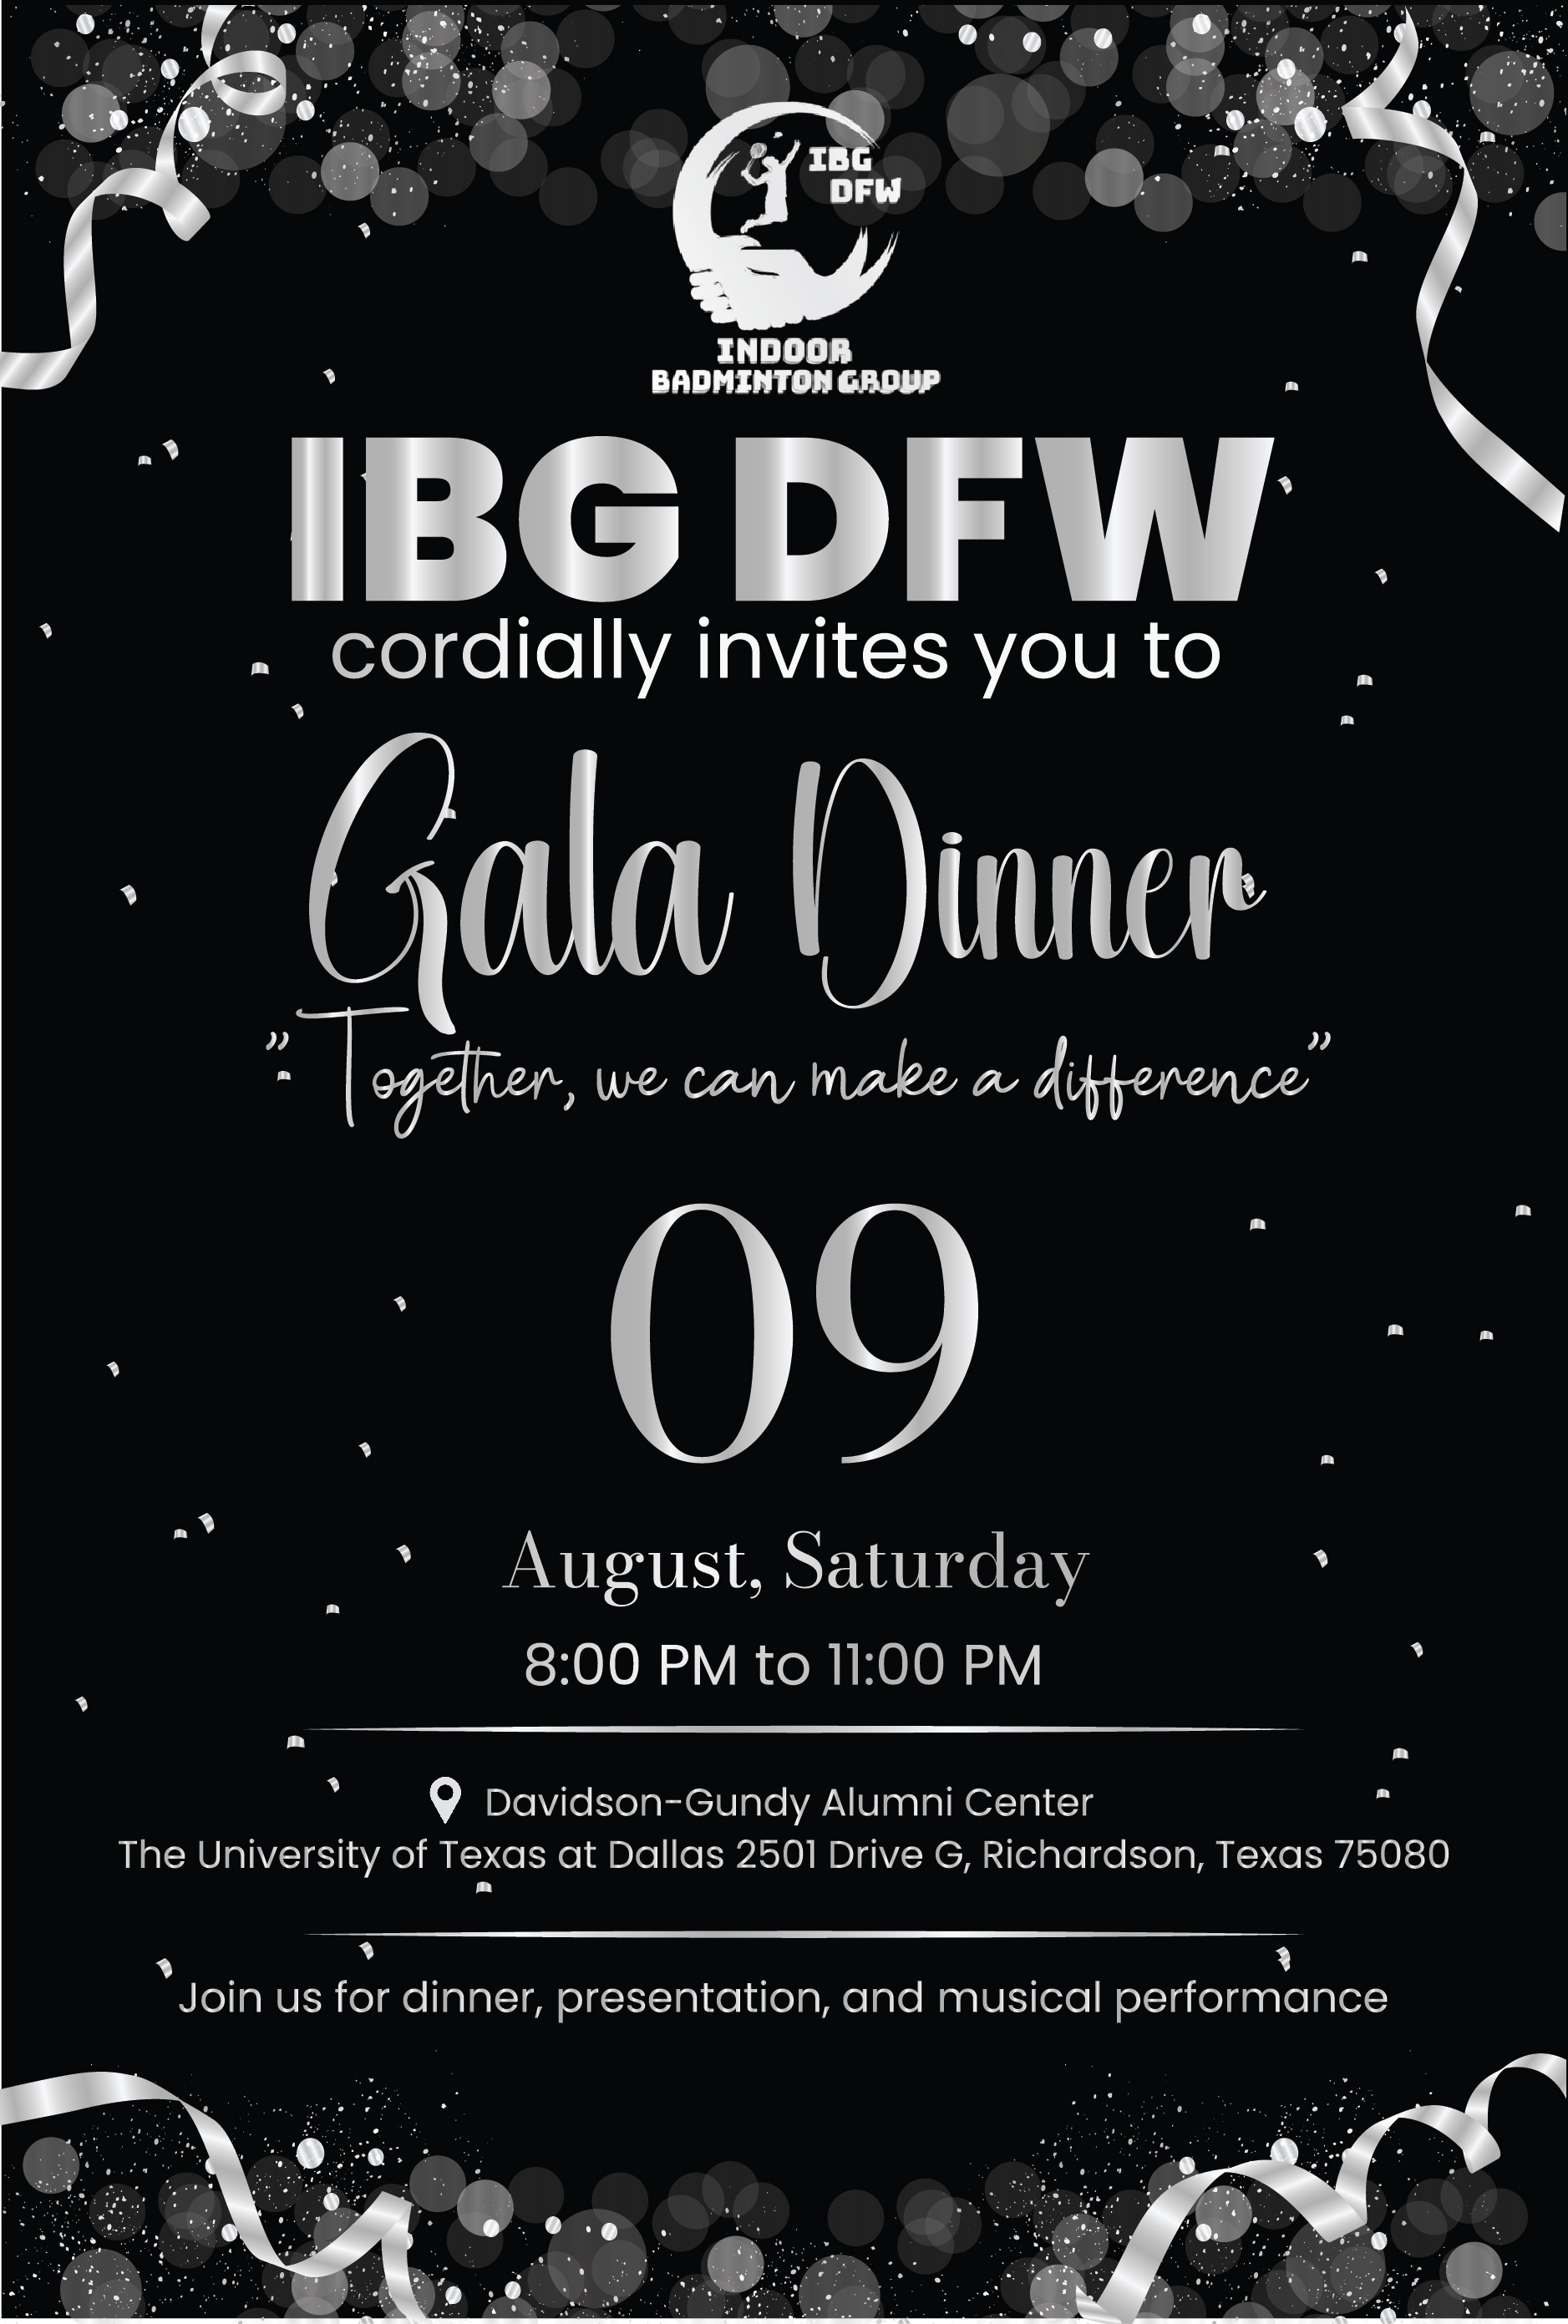 IBG
DFW
INDOOR
BADMINTON GROUP
IBG DFW
cordially invites you to
Gala Dinner
”Together, we can make a difference”
09
August, Saturday
8:00 PM to 11:00 PM
Davidson-Gundy Alumni Center
The University of Texas at Dallas 2501 Drive G, Richardson, Texas 75080
Join us for dinner, presentation, and musical performance